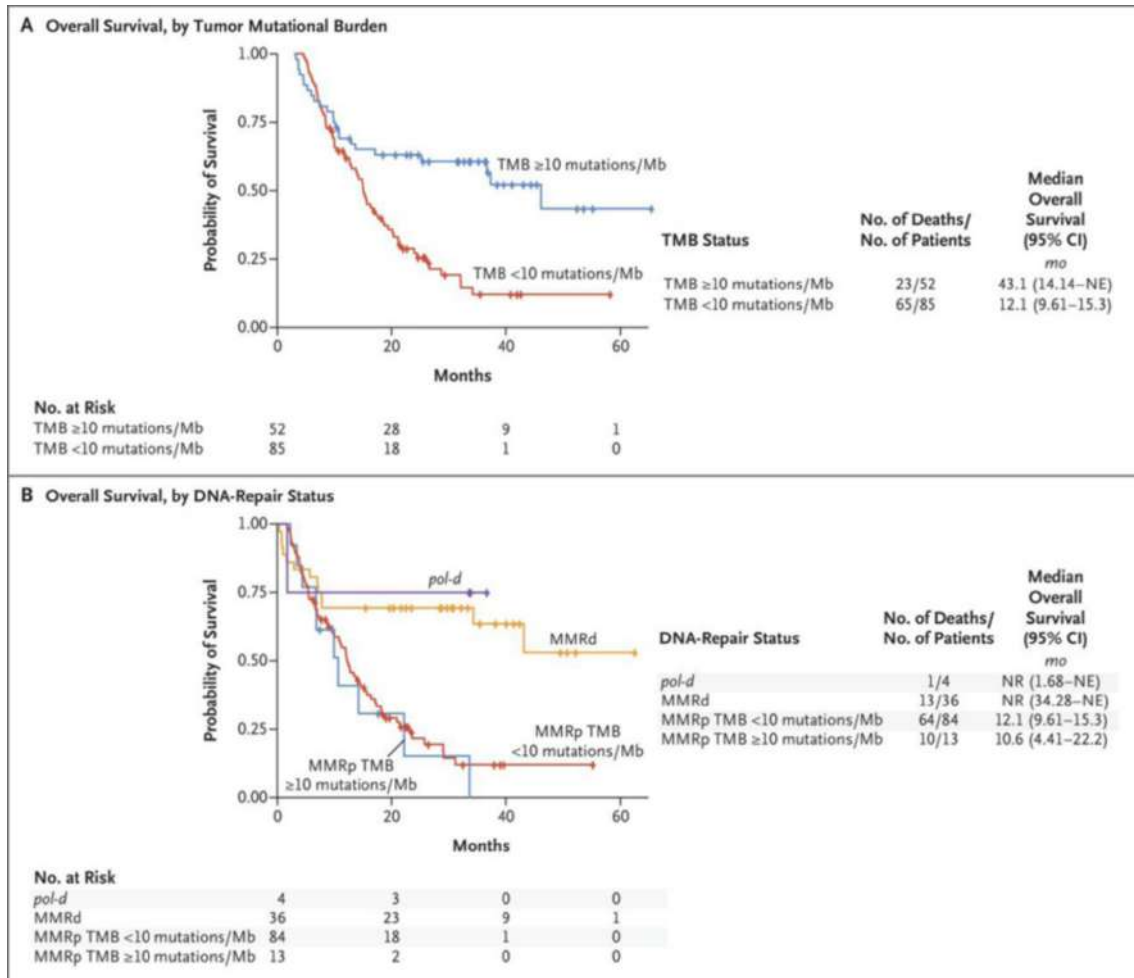 A Overall Survival, by Tumor Mutational Burden
1.00
0.75
0.50
0.25
0.00
Probability of Survival
0 20 40 60
Months
TMB ≥10 mutations/Mb
TMB <10 mutations/Mb
TMB Status No. of Deaths/ No. of Patients Median Overall Survival (95% CI)
mo
TMB ≥10 mutations/Mb 23/52 43.1 (14.14–NE)
TMB <10 mutations/Mb 65/85 12.1 (9.61–15.3)
No. at Risk
TMB ≥10 mutations/Mb 52 28 9 1
TMB <10 mutations/Mb 85 18 1 0
B Overall Survival, by DNA-Repair Status
1.00
0.75
0.50
0.25
0.00
Probability of Survival
0 20 40 60
Months
pol-d
MMRd
MMRp TMB
<10 mutations/Mb
MMRp TMB
≥10 mutations/Mb
DNA-Repair Status No. of Deaths/ No. of Patients Median Overall Survival (95% CI)
mo
pol-d 1/4 NR (1.68–NE)
MMRd 13/36 NR (34.28–NE)
MMRp TMB <10 mutations/Mb 64/84 12.1 (9.61–15.3)
MMRp TMB ≥10 mutations/Mb 10/13 10.6 (4.41–22.2)
No. at Risk
pol-d 4 3 0 0
MMRd 36 23 9 1
MMRp TMB <10 mutations/Mb 84 18 1 0
MMRp TMB ≥10 mutations/Mb 13 2 0 0